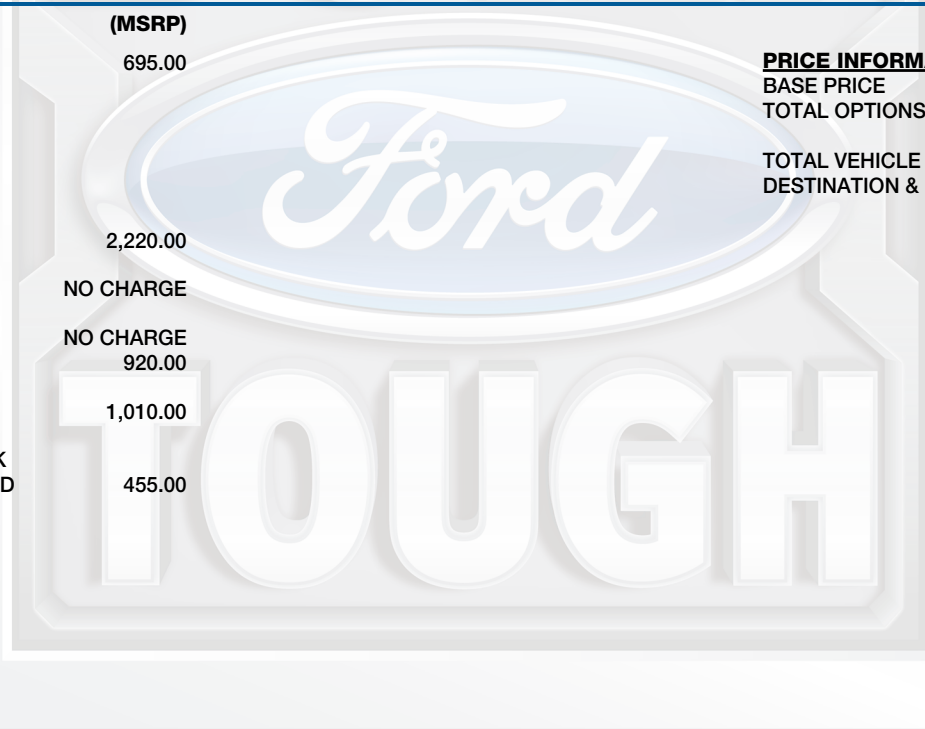 (MSRP)
695.00
2,220.00
NO CHARGE
NO CHARGE
920.00
1,010.00
K
D 455.00
PRICE INFORMA
BASE PRICE
TOTAL OPTIONS
TOTAL VEHICLE
DESTINATION &
Ford
TOUGH